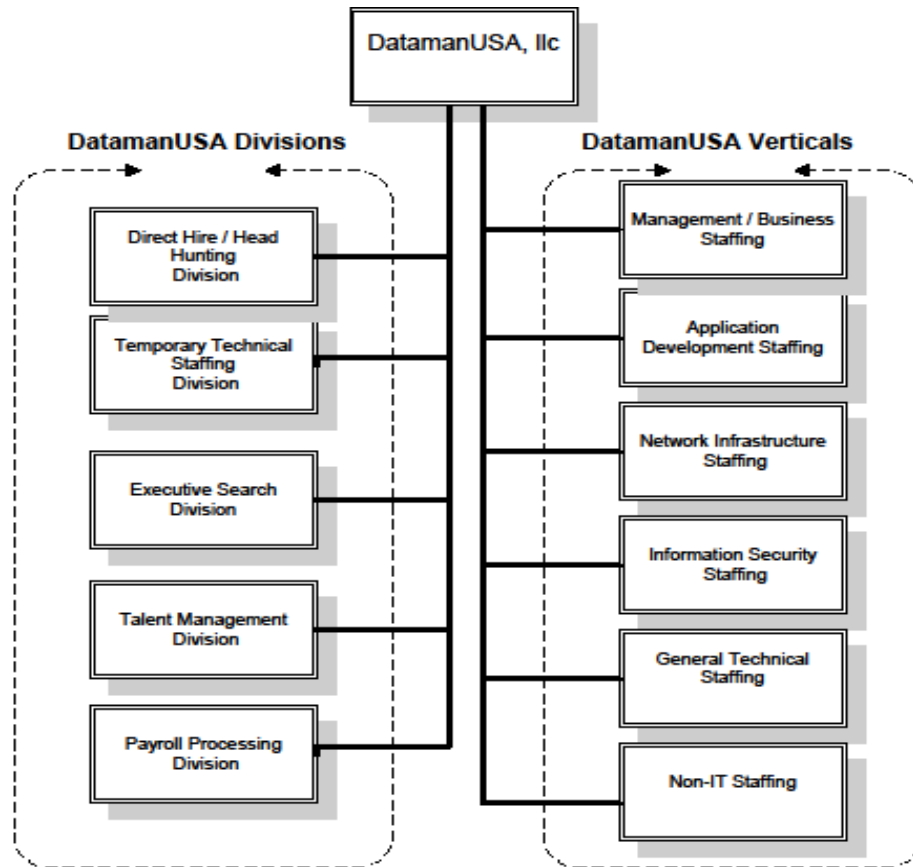 DatamanUSA, llc
DatamanUSA Divisions
Direct Hire / Head
Hunting
Division
Temporary Technical
Staffing
Division
Executive Search
Division
Talent Management
Division
Payroll Processing
Division
DatamanUSA Verticals
Management / Business
Staffing
Application
Development Staffing
Network Infrastructure
Staffing
Information Security
Staffing
General Technical
Staffing
Non-IT Staffing